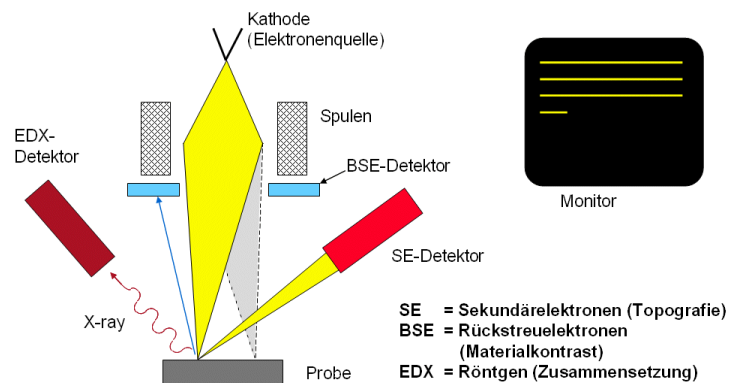 Kathode
(Elektronenquelle)
Spulen
EDX-
Detektor
BSE-Detektor
Monitor
SE-Detektor
X-ray
Probe
SE = Sekundärelektronen (Topografie)
BSE = Rückstreuelektronen
(Materialkontrast)
EDX = Röntgen (Zusammensetzung)